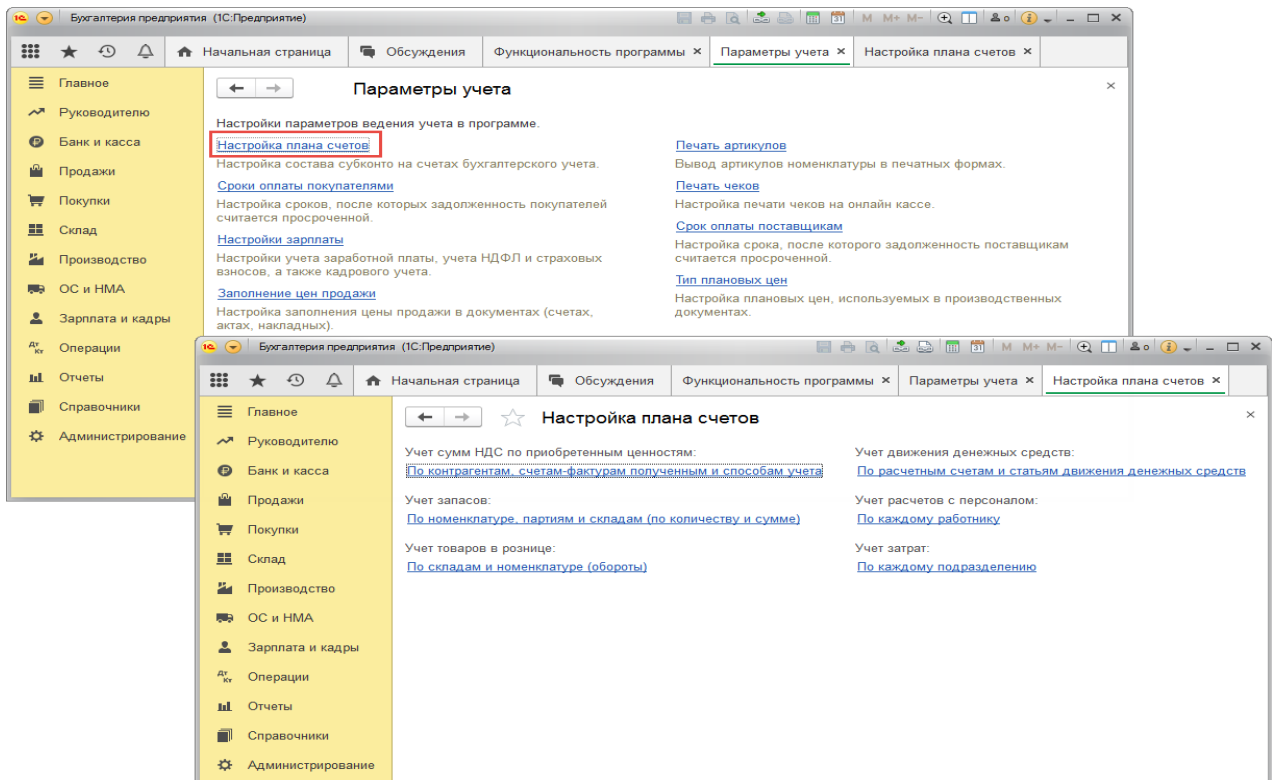 Бухгалтерия предприятия (1С:Предприятие)
M M+ M-
Начальная страница
Обсуждения
Функциональность программы
Параметры учета
Настройка плана счетов
Главное
Руководителю
Банк и касса
Продажи
Покупки
Склад
Производство
ОС и НМА
Зарплата и кадры
Операции
Отчеты
Справочники
Администрирование
Параметры учета
Настройки параметров ведения учета в программе.
Настройка плана счетов
Настройка состава субконто на счетах бухгалтерского учета.
Сроки оплаты покупателями
Настройка сроков, после которых задолженность покупателей
считается просроченной.
Настройки зарплаты
Настройки учета заработной платы, учета НДФЛ и страховых
взносов, а также кадрового учета.
Заполнение цен продажи
Настройка заполнения цены продажи в документах (счетах,
актах, накладных).
Печать артикулов
Вывод артикулов номенклатуры в печатных формах.
Печать чеков
Настройка печати чеков на онлайн кассе.
Срок оплаты поставщикам
Настройка срока, после которого задолженность поставщикам
считается просроченной.
Тип плановых цен
Настройка плановых цен, используемых в производственных
документах.
Бухгалтерия предприятия (1С:Предприятие)
M M+ M-
Начальная страница
Обсуждения
Функциональность программы
Параметры учета
Настройка плана счетов
Главное
Руководителю
Банк и касса
Продажи
Покупки
Склад
Производство
ОС и НМА
Зарплата и кадры
Операции
Отчеты
Справочники
Администрирование
Настройка плана счетов
Учет сумм НДС по приобретенным ценностям:
По контрагентам, счетам-фактурам полученным и способам учета
Учет запасов:
По номенклатуре, партиям и складам (по количеству и сумме)
Учет товаров в рознице:
По складам и номенклатуре (обороты)
Учет движения денежных средств:
По расчетным счетам и статьям движения денежных средств
Учет расчетов с персоналом:
По каждому работнику
Учет затрат:
По каждому подразделению